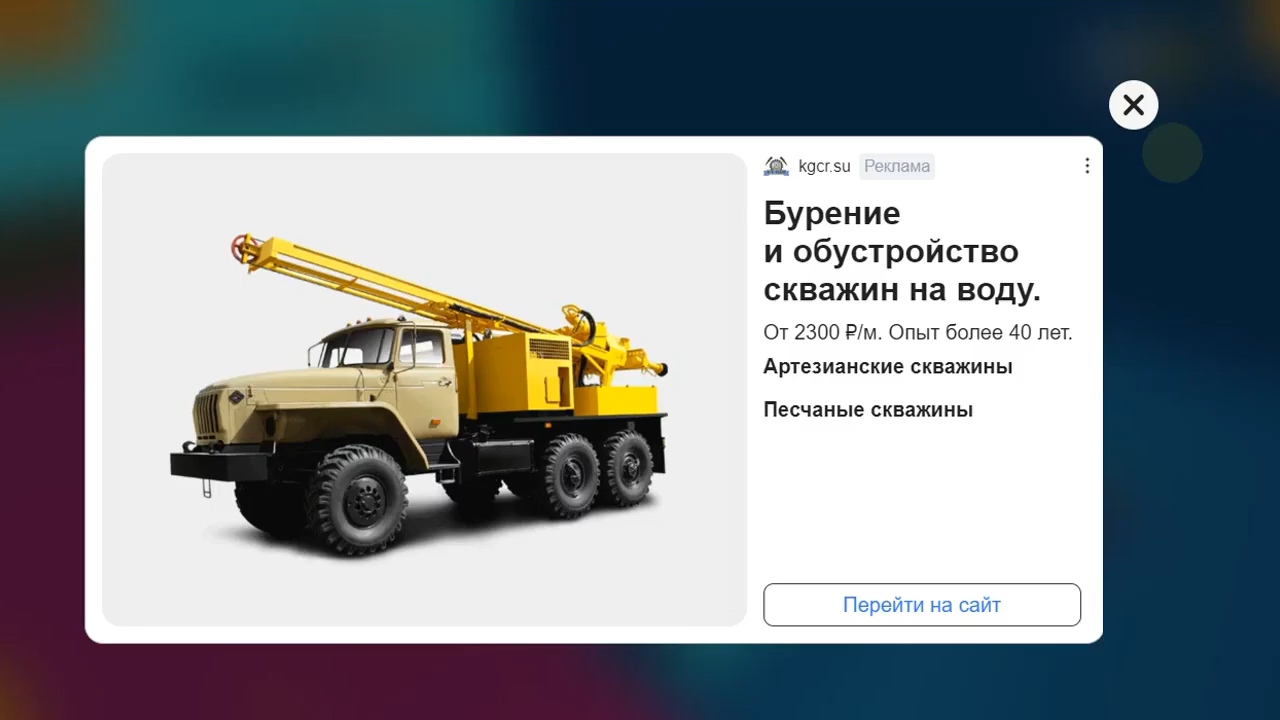 kgcr.su Реклама
Бурение
и обустройство
скважин на воду.
От 2300 ₽/м. Опыт более 40 лет.
Артезианские скважины
Песчаные скважины
Перейти на сайт